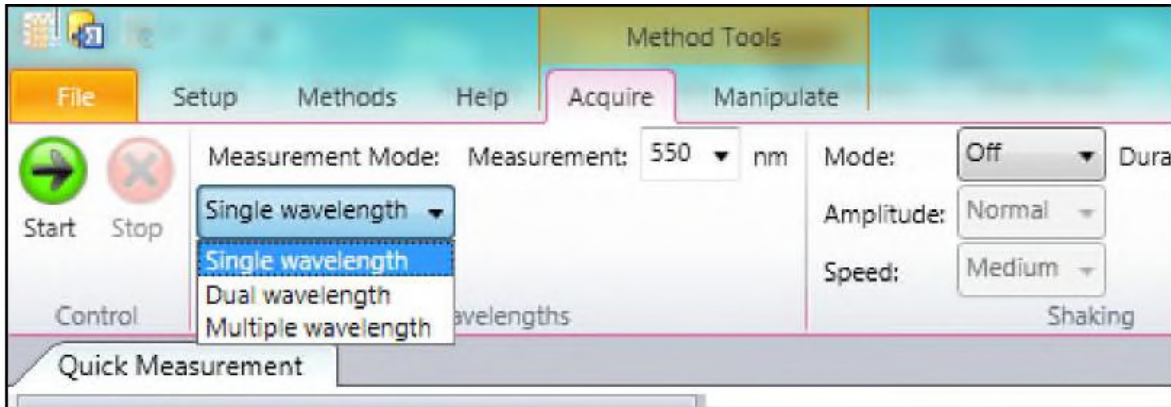 Method Tools
File Setup Methods Help Acquire Manipulate
Measurement Mode: Measurement: 550 nm
Single wavelength
Single wavelength
Dual wavelength
Multiple wavelength
Start Stop
Control
Mode: Off
Amplitude: Normal
Speed: Medium
Shaking
Quick Measurement